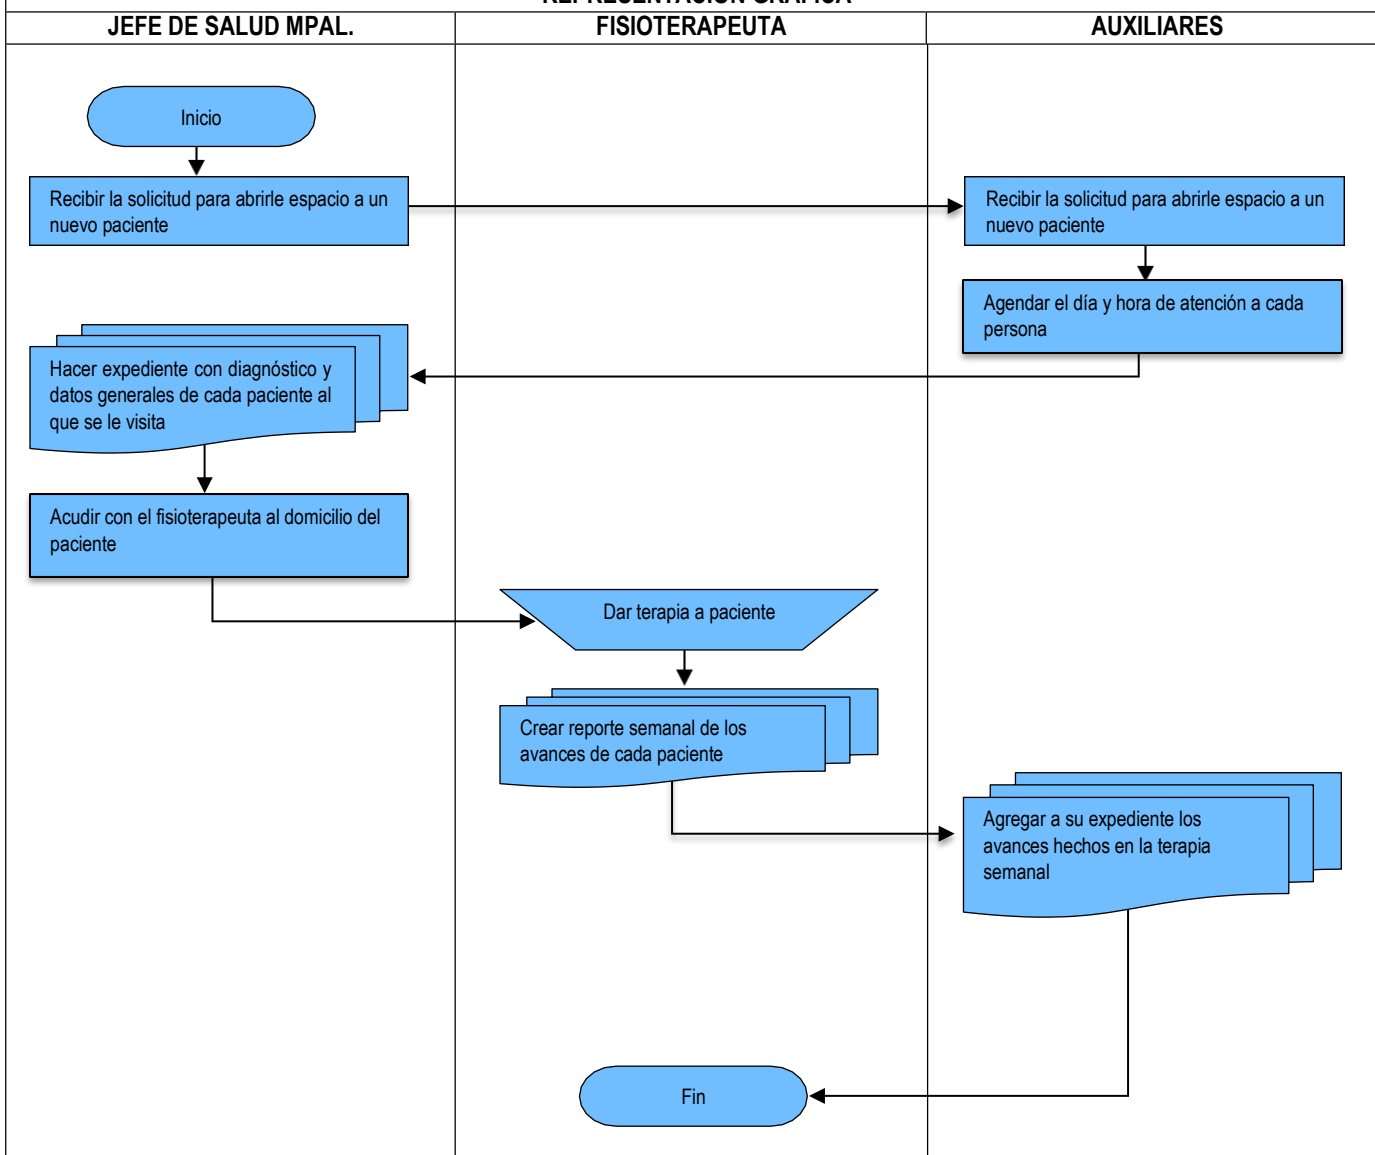 REPRESENTACIÓN GRÁFICA
JEFE DE SALUD MPAL.
FISIOTERAPEUTA
AUXILIARES
Inicio
Recibir la solicitud para abrirle espacio a un
nuevo paciente
Recibir la solicitud para abrirle espacio a un
nuevo paciente
Agendar el día y hora de atención a cada
persona
Hacer expediente con diagnóstico y
datos generales de cada paciente al
que se le visita
Acudir con el fisioterapeuta al domicilio del
paciente
Dar terapia a paciente
Crear reporte semanal de los
avances de cada paciente
Agregar a su expediente los
avances hechos en la terapia
semanal
Fin